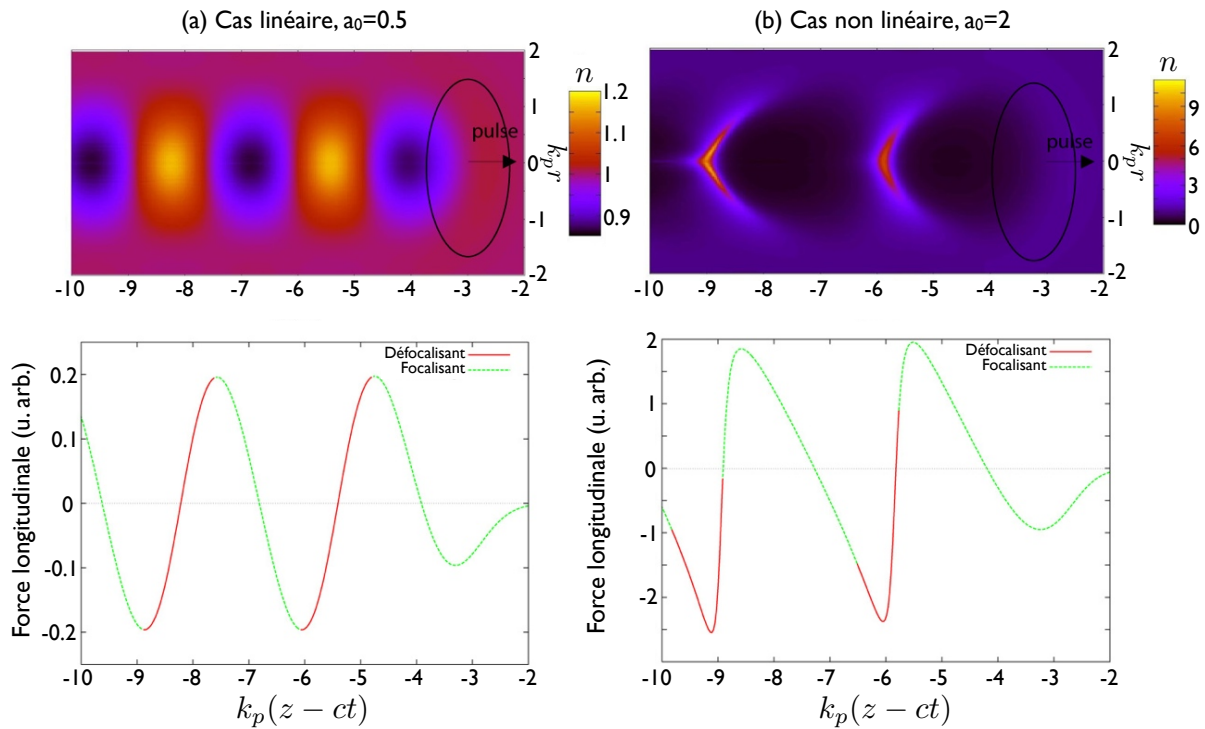 (a) Cas linéaire, a₀=0.5
(b) Cas non linéaire, a₀=2
2
1
0
-1
-2
k_p r
pulse
n
1.2
1.1
1
0.9
-10 -9 -8 -7 -6 -5 -4 -3 -2
2
1
0
-1
-2
k_p r
pulse
n
9
6
3
0
-10 -9 -8 -7 -6 -5 -4 -3 -2
Force longitudinale (u. arb.)
0.2
0.1
0
-0.1
-0.2
Défocalisant
Focalisant
-10 -9 -8 -7 -6 -5 -4 -3 -2
k_p(z − ct)
Force longitudinale (u. arb.)
2
1
0
-1
-2
Défocalisant
Focalisant
-10 -9 -8 -7 -6 -5 -4 -3 -2
k_p(z − ct)